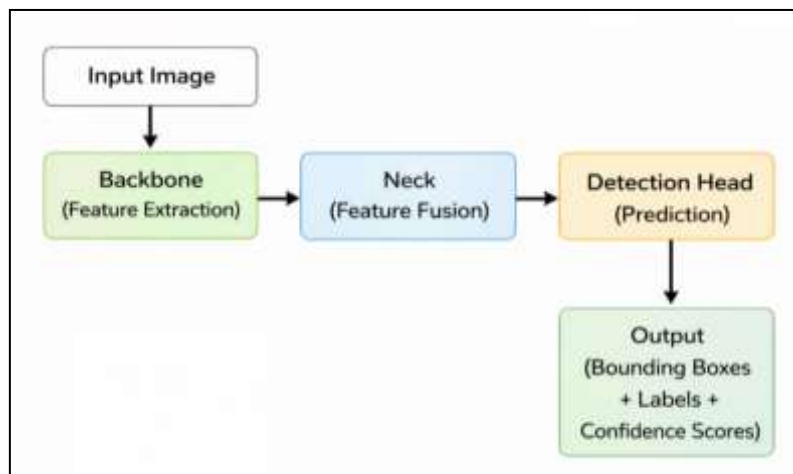 Input Image
Backbone
(Feature Extraction)
Neck
(Feature Fusion)
Detection Head
(Prediction)
Output
(Bounding Boxes
+ Labels +
Confidence Scores)